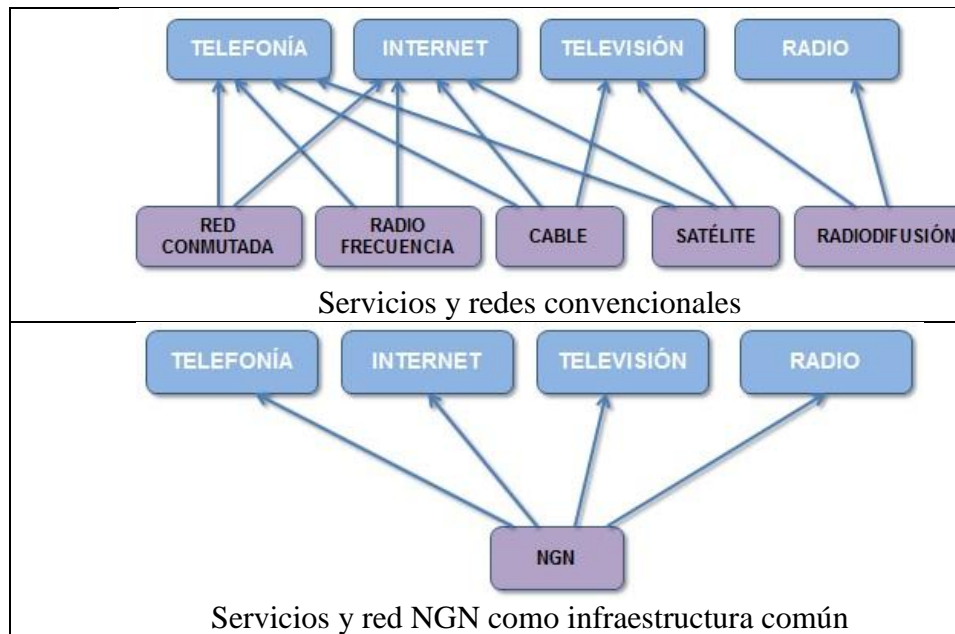 TELEFONÍA INTERNET TELEVISIÓN RADIO
RED CONMUTADA
RADIO FRECUENCIA
CABLE
SATÉLITE
RADIODIFUSIÓN
Servicios y redes convencionales
TELEFONÍA INTERNET TELEVISIÓN RADIO
NGN
Servicios y red NGN como infraestructura común